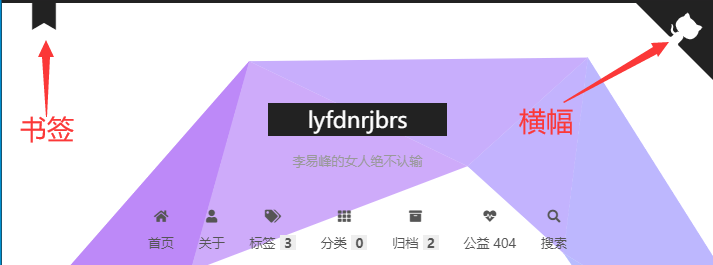 书签
横幅
lyfdnrjbrs
李易峰的女人绝不认输
首页 关于 标签 3 分类 0 归档 2 公益 404 搜索